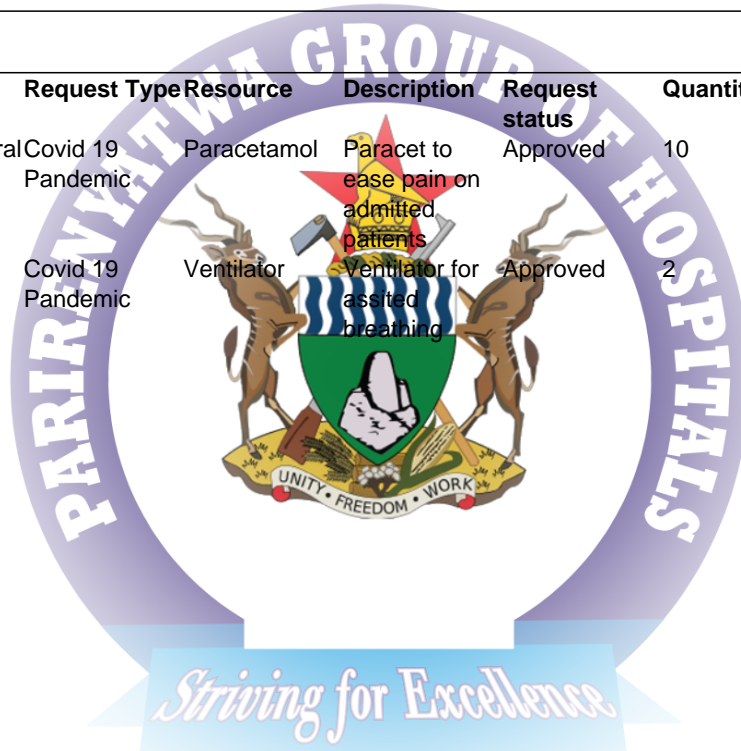 PARIRENYATWA GROUP OF HOSPITALS
Request Type Resource Description Request status Quantit
ral Covid 19 Pandemic Paracetamol Paracet to ease pain on admitted patients Approved 10
Covid 19 Pandemic Ventilator Ventilator for assited breathing Approved 2
UNITY • FREEDOM • WORK
Striving for Excellence